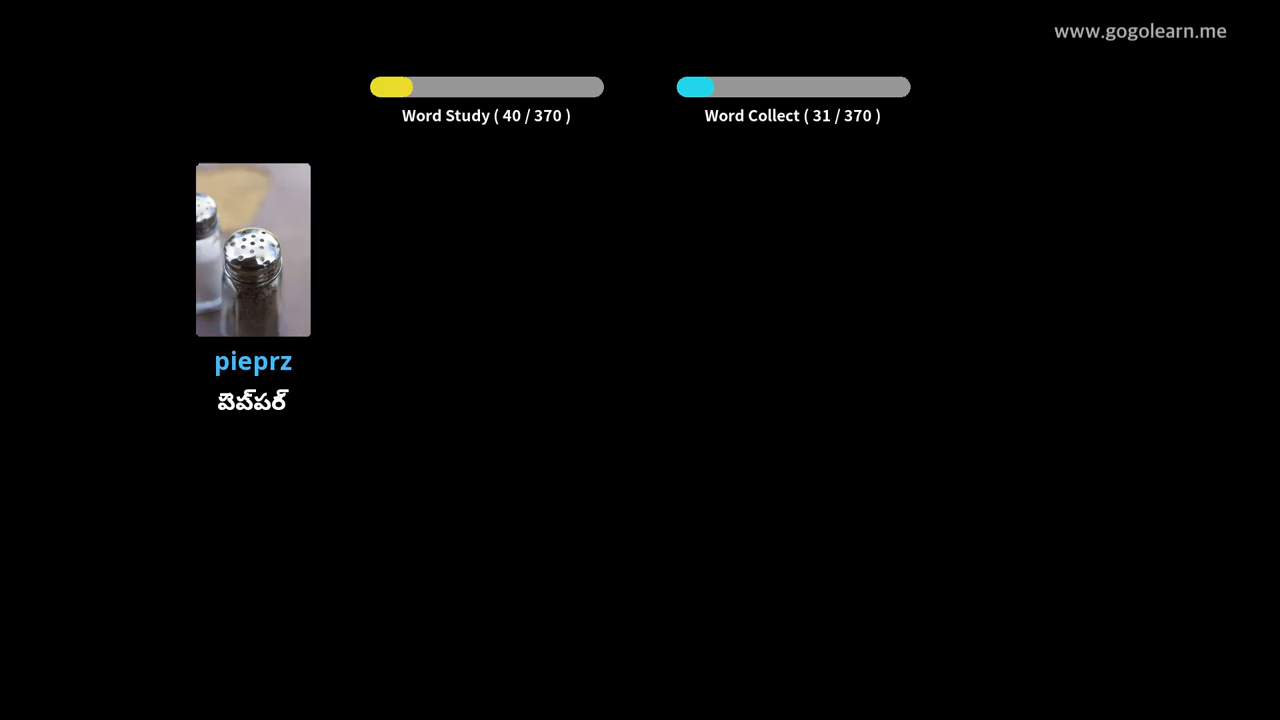 www.gogolearn.me
Word Study ( 40 / 370 )
Word Collect ( 31 / 370 )
pieprz
పెప్‌పర్